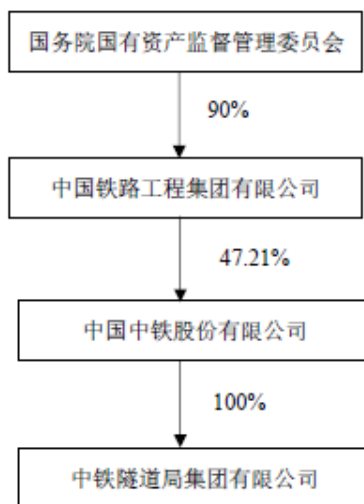 国务院国有资产监督管理委员会
90%
中国铁路工程集团有限公司
47.21%
中国中铁股份有限公司
100%
中铁隧道局集团有限公司